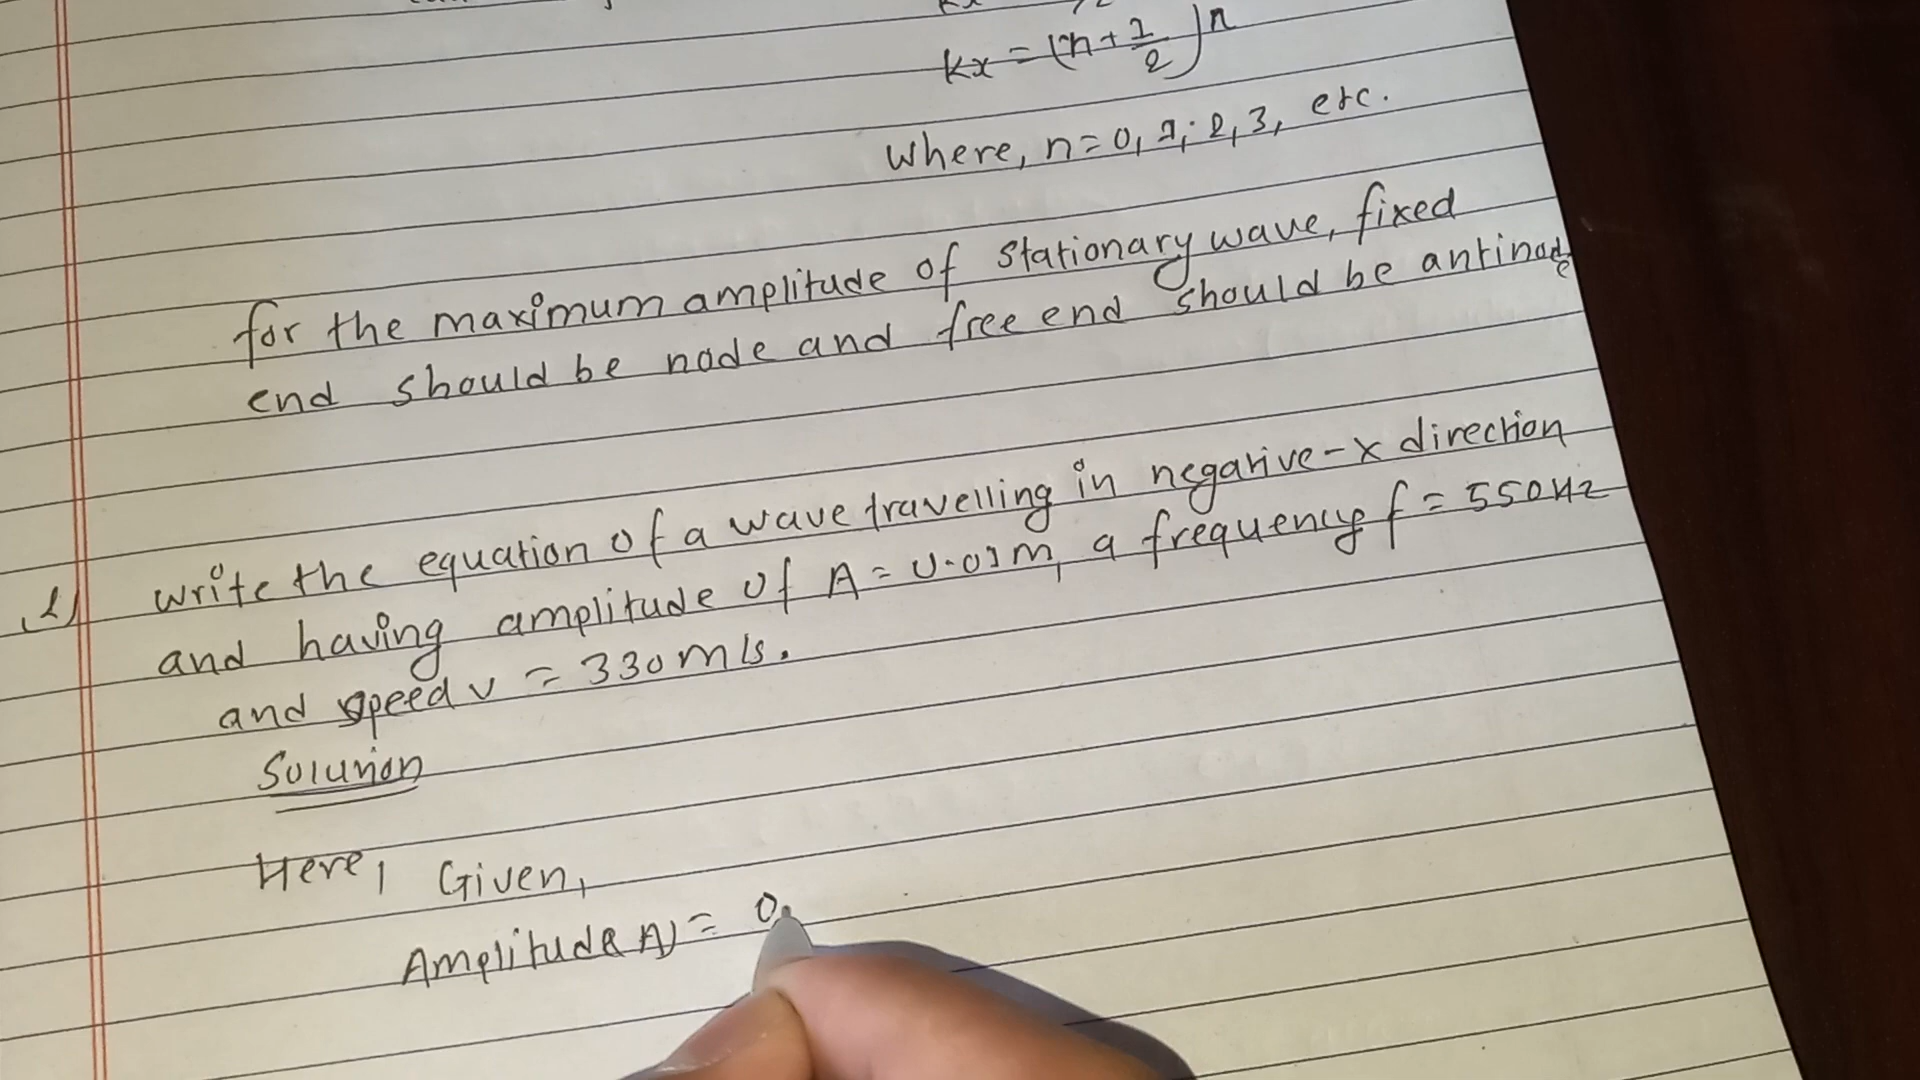 kx = (n + 1/2) π
Where, n = 0, 1, 2, 3, etc.
for the maximum amplitude of stationary wave, fixed
end should be node and free end should be antinode
1) Write the equation of a wave travelling in negative-x direction
and having amplitude of A = 0.01m, a frequency f = 550Hz
and speed v = 330m/s.
Solution
Here, Given,
Amplitude(A) = 0.